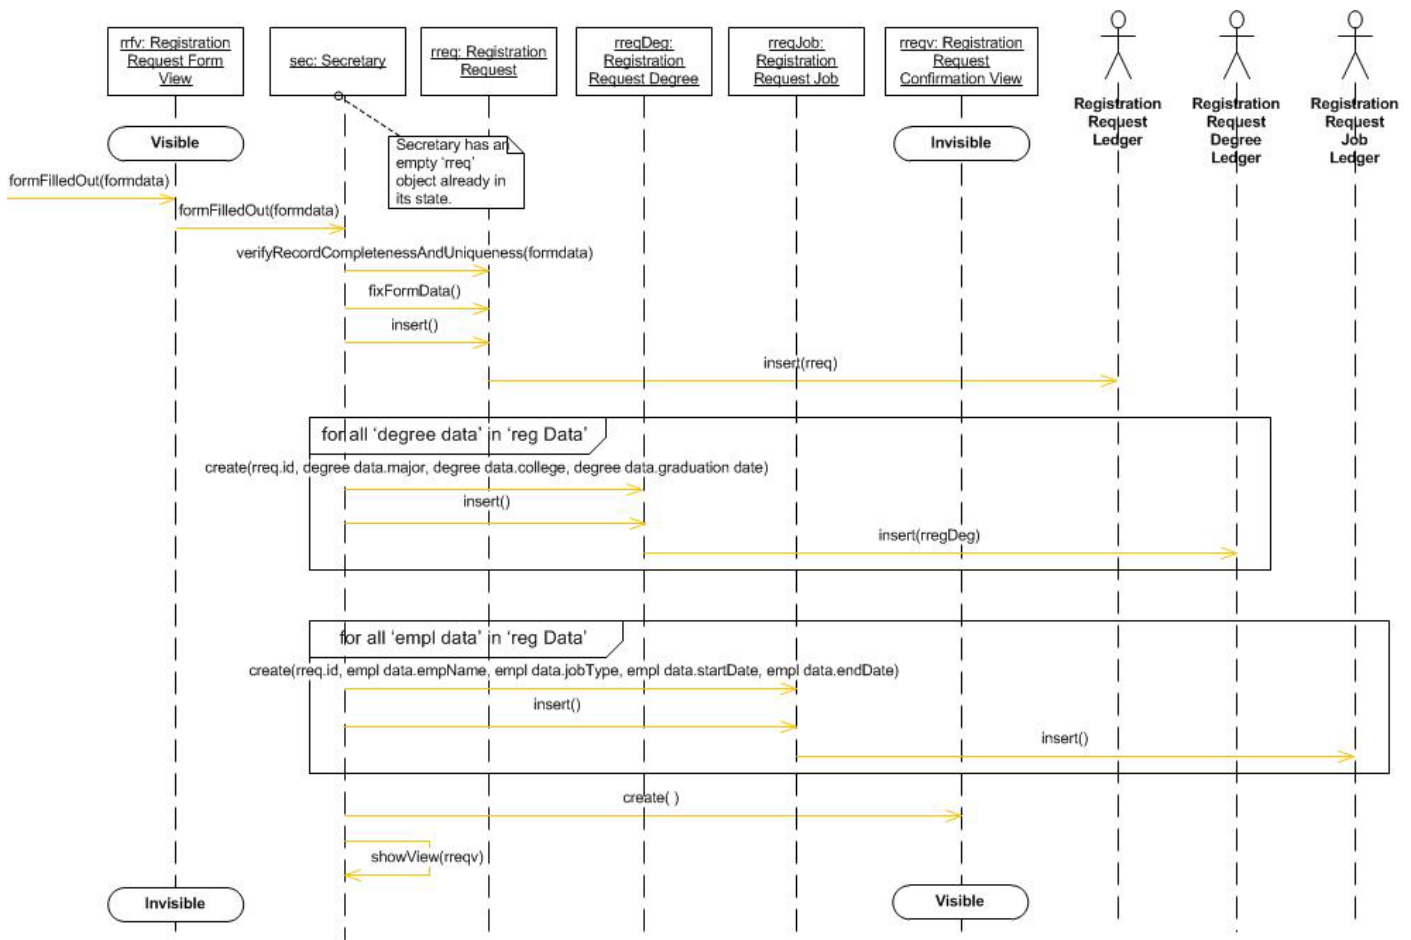 rrfv: Registration
Request Form
View
sec: Secretary
rreq: Registration
Request
rreqDeg:
Registration
Request Degree
rreqJob:
Registration
Request Job
rreqv: Registration
Request
Confirmation View
Registration
Request
Ledger
Registration
Request
Degree
Ledger
Registration
Request
Job
Ledger
Visible
Secretary has an
empty ‘rreq’
object already in
its state.
Invisible
formFilledOut(formdata)
formFilledOut(formdata)
verifyRecordCompletenessAndUniqueness(formdata)
fixFormData()
insert()
insert(rreq)
for all ‘degree data’ in ‘reg Data’
create(rreq.id, degree data.major, degree data.college, degree data.graduation date)
insert()
insert(rregDeg)
for all ‘empl data’ in ‘reg Data’
create(rreq.id, empl data.empName, empl data.jobType, empl data.startDate, empl data.endDate)
insert()
insert()
create( )
showView(rreqv)
Invisible
Visible